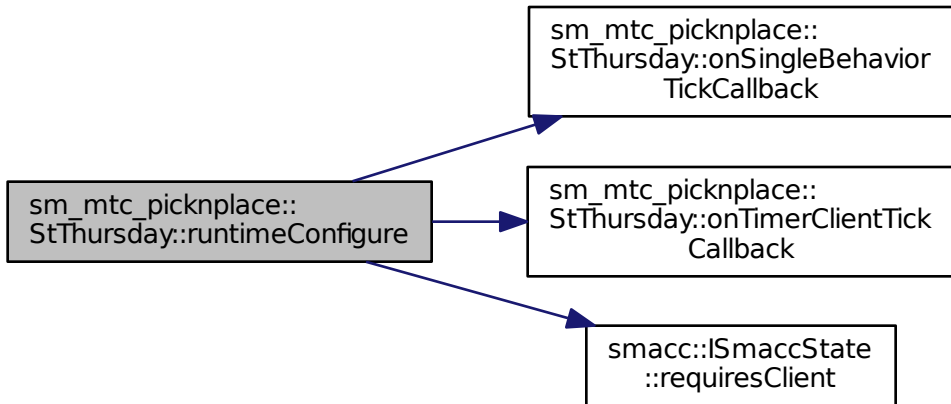 sm_mtc_picknplace::
StThursday::runtimeConfigure
sm_mtc_picknplace::
StThursday::onSingleBehavior
TickCallback
sm_mtc_picknplace::
StThursday::onTimerClientTick
Callback
smacc::ISmaccState
::requiresClient